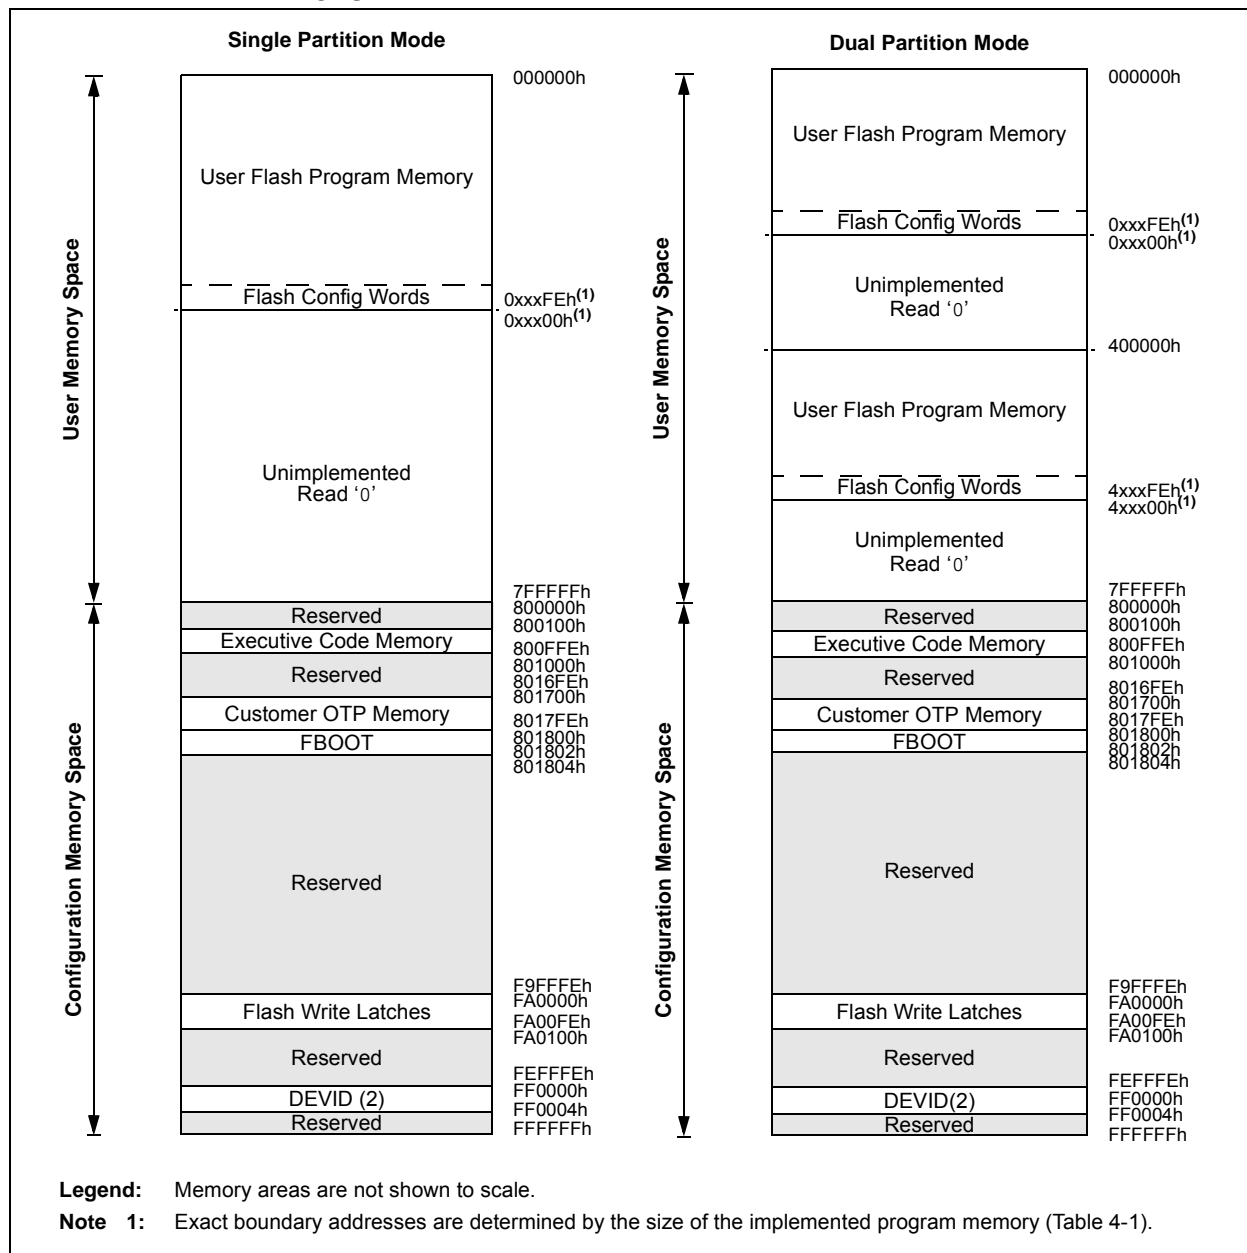 Single Partition Mode
000000h
User Flash Program Memory
Flash Config Words
0xxxFEh(1)
0xxx00h(1)
Unimplemented
Read ‘0’
7FFFFFh
800000h
Reserved
800100h
Executive Code Memory
800FFEh
801000h
Reserved
8016FEh
801700h
Customer OTP Memory
8017FEh
801800h
FBOOT
801802h
801804h
Reserved
F9FFFEh
FA0000h
Flash Write Latches
FA00FEh
FA0100h
Reserved
FEFFFEh
FF0000h
DEVID (2)
FF0004h
Reserved
FFFFFFh
User Memory Space
Configuration Memory Space
Dual Partition Mode
000000h
User Flash Program Memory
Flash Config Words
0xxxFEh(1)
0xxx00h(1)
Unimplemented
Read ‘0’
400000h
User Flash Program Memory
Flash Config Words
4xxxFEh(1)
4xxx00h(1)
Unimplemented
Read ‘0’
7FFFFFh
800000h
Reserved
800100h
Executive Code Memory
800FFEh
801000h
Reserved
8016FEh
801700h
Customer OTP Memory
8017FEh
801800h
FBOOT
801802h
801804h
Reserved
F9FFFEh
FA0000h
Flash Write Latches
FA00FEh
FA0100h
Reserved
FEFFFEh
FF0000h
DEVID(2)
FF0004h
Reserved
FFFFFFh
User Memory Space
Configuration Memory Space
Legend: Memory areas are not shown to scale.
Note 1: Exact boundary addresses are determined by the size of the implemented program memory (Table 4-1).